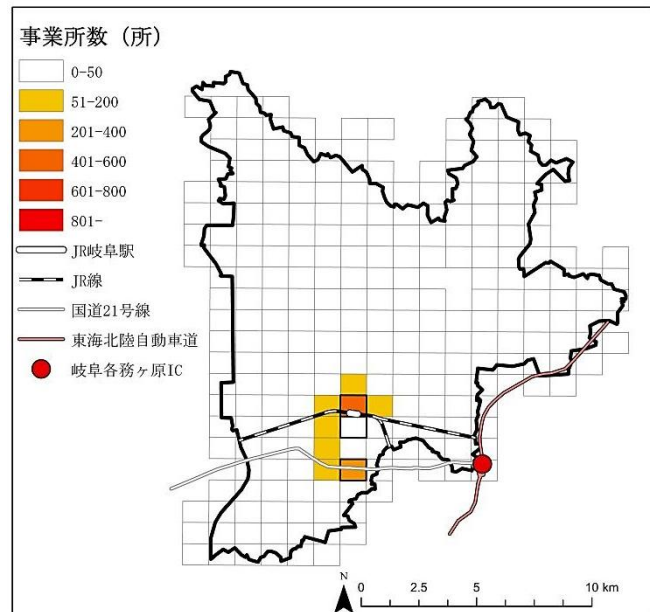 事業所数（所）
0-50
51-200
201-400
401-600
601-800
801-
JR岐阜駅
JR線
国道21号線
東海北陸自動車道
岐阜各務ヶ原IC
N
0 2.5 5 10 km